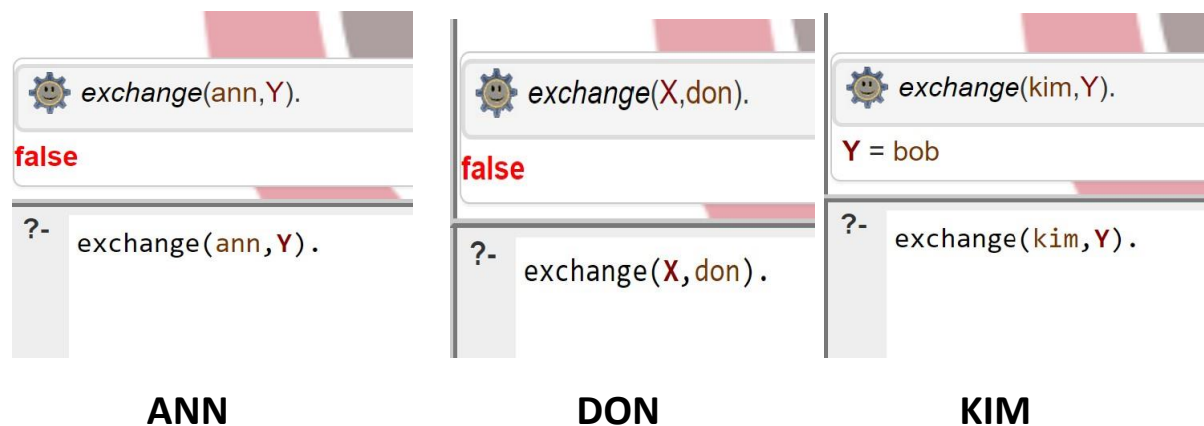 exchange(ann,Y).
false
?- exchange(ann,Y).
ANN
exchange(X,don).
false
?- exchange(X,don).
DON
exchange(kim,Y).
Y = bob
?- exchange(kim,Y).
KIM